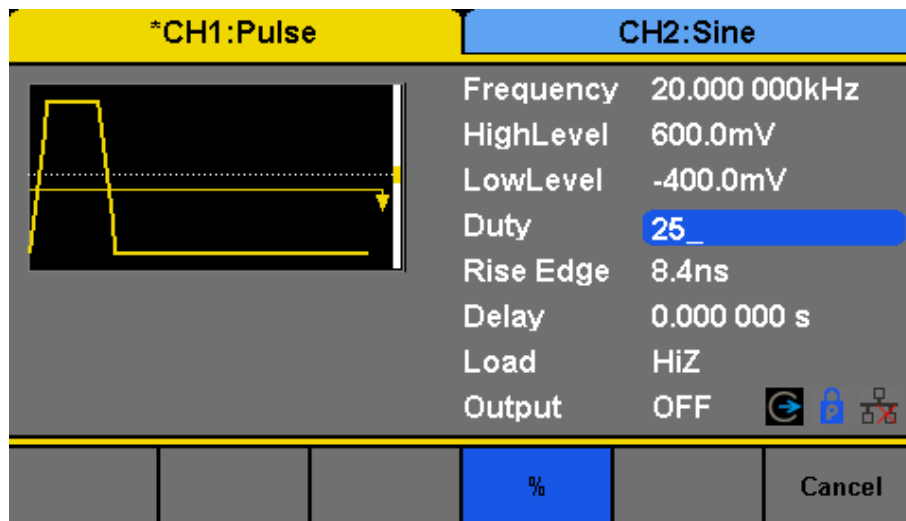 *CH1:Pulse
CH2:Sine
Frequency 20.000 000kHz
HighLevel 600.0mV
LowLevel -400.0mV
Duty 25_
Rise Edge 8.4ns
Delay 0.000 000 s
Load HiZ
Output OFF P
% Cancel